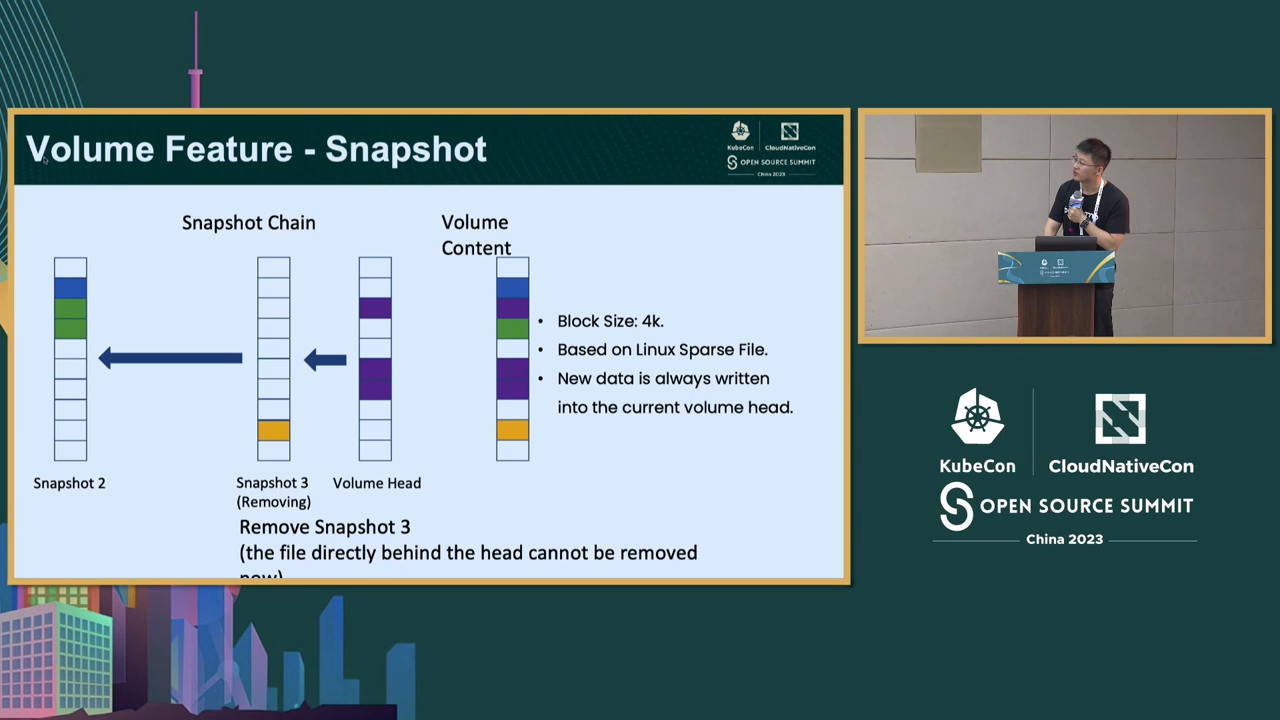 Volume Feature - Snapshot
KubeCon
CloudNativeCon
OPEN SOURCE SUMMIT
China 2023
Snapshot Chain
Volume
Content
• Block Size: 4k.
• Based on Linux Sparse File.
• New data is always written
into the current volume head.
Snapshot 2
Snapshot 3
(Removing)
Volume Head
Remove Snapshot 3
(the file directly behind the head cannot be removed
now)
KubeCon
CloudNativeCon
OPEN SOURCE SUMMIT
China 2023